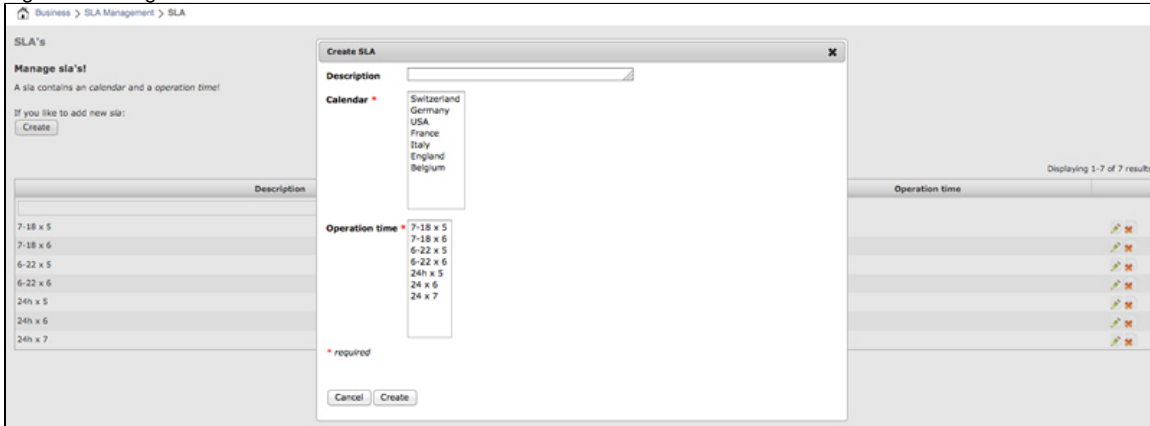 Business > SLA Management > SLA
SLA's
Manage sla's!
A sla contains an calendar and a operation time!
If you like to add new sla:
Create
Displaying 1-7 of 7 results
Description
Operation time
7-18 x 5
7-18 x 6
6-22 x 5
6-22 x 6
24h x 5
24h x 6
24h x 7
Create SLA
Description
Calendar *
Switzerland
Germany
USA
France
Italy
England
Belgium
Operation time *
7-18 x 5
7-18 x 6
6-22 x 5
6-22 x 6
24h x 5
24 x 6
24 x 7
* required
Cancel Create